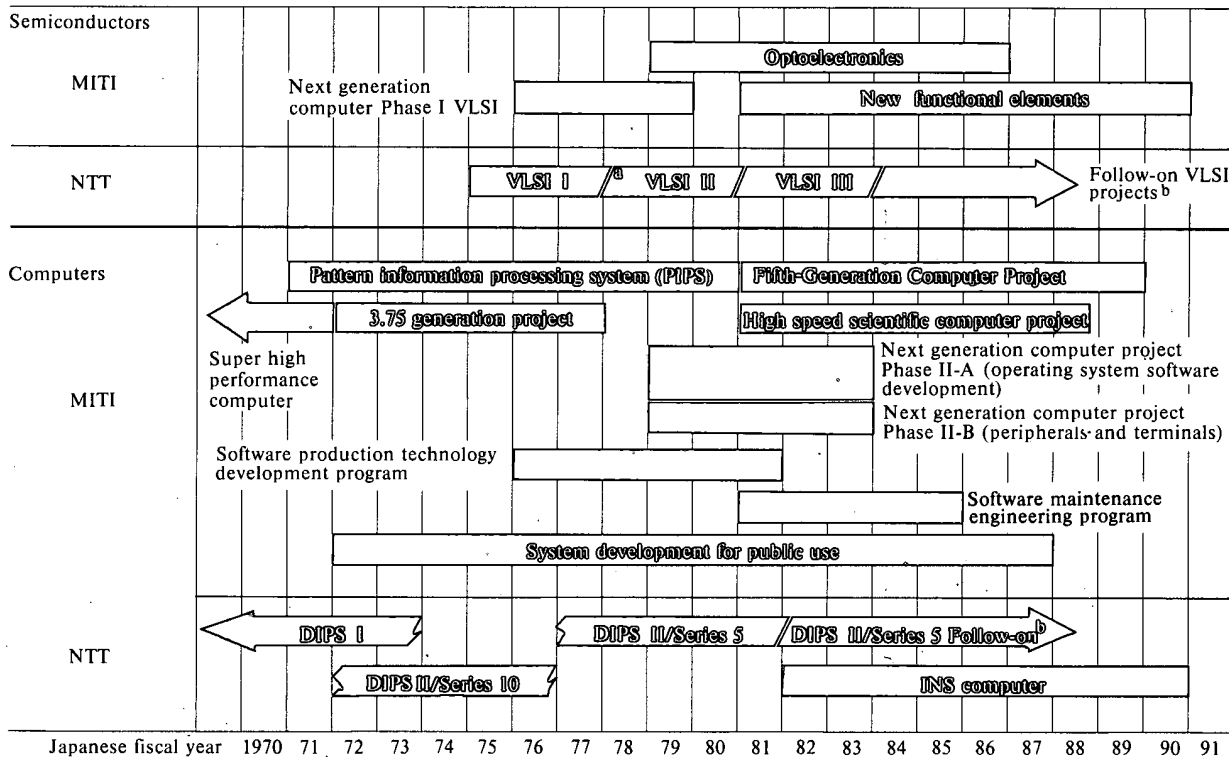 Semiconductors
Optoelectronics
MITI
Next generation
computer Phase I VLSI
New functional elements
NTT
VLSI I
a
VLSI II
VLSI III
Follow-on VLSI
projects b
Computers
Pattern information processing system (PIPS)
Fifth-Generation Computer Project
3.75 generation project
High speed scientific computer project
Super high
performance
computer
MITI
Next generation computer project
Phase II-A (operating system software
development)
Next generation computer project
Phase II-B (peripherals and terminals)
Software production technology
development program
Software maintenance
engineering program
System development for public use
NTT
DIPS I
DIPS II/Series 5
DIPS II/Series 5 Follow-on b
DIPS II/Series 10
INS computer
Japanese fiscal year 1970 71 72 73 74 75 76 77 78 79 80 81 82 83 84 85 86 87 88 89 90 91